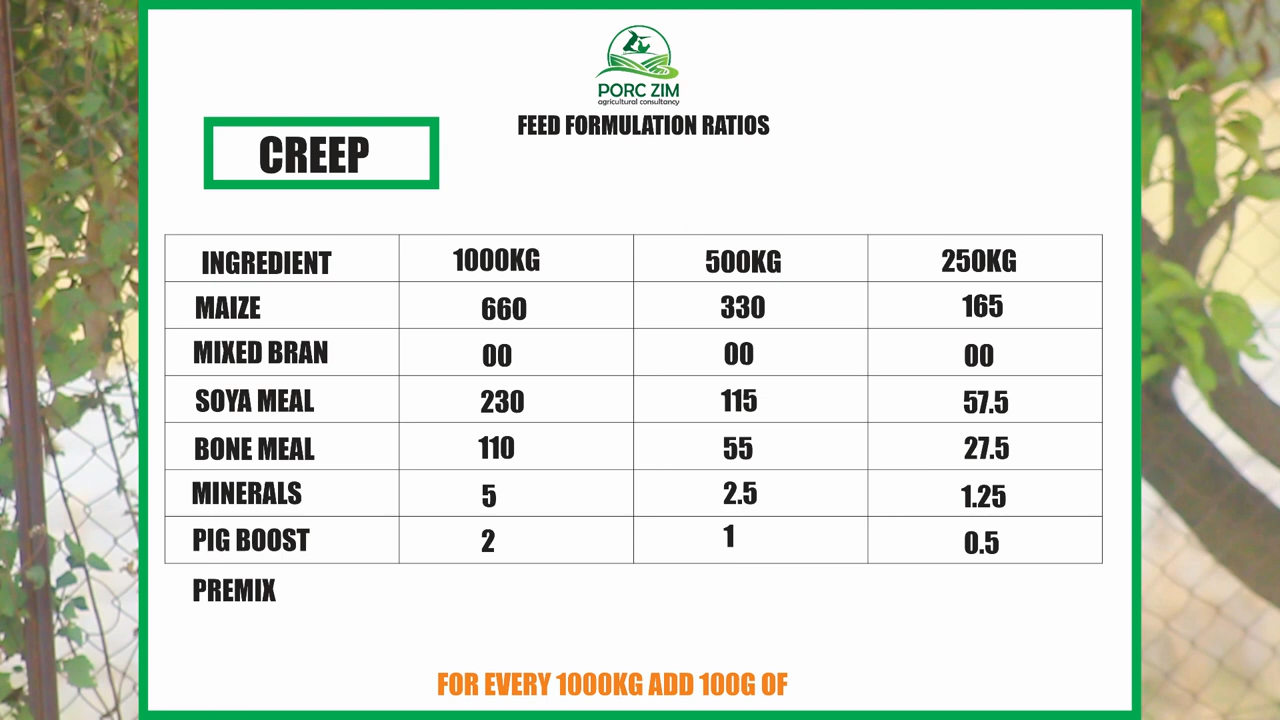 PORC ZIM
agricultural consultancy
FEED FORMULATION RATIOS
CREEP
INGREDIENT 1000KG 500KG 250KG
MAIZE 660 330 165
MIXED BRAN 00 00 00
SOYA MEAL 230 115 57.5
BONE MEAL 110 55 27.5
MINERALS 5 2.5 1.25
PIG BOOST 2 1 0.5
PREMIX
FOR EVERY 1000KG ADD 100G OF